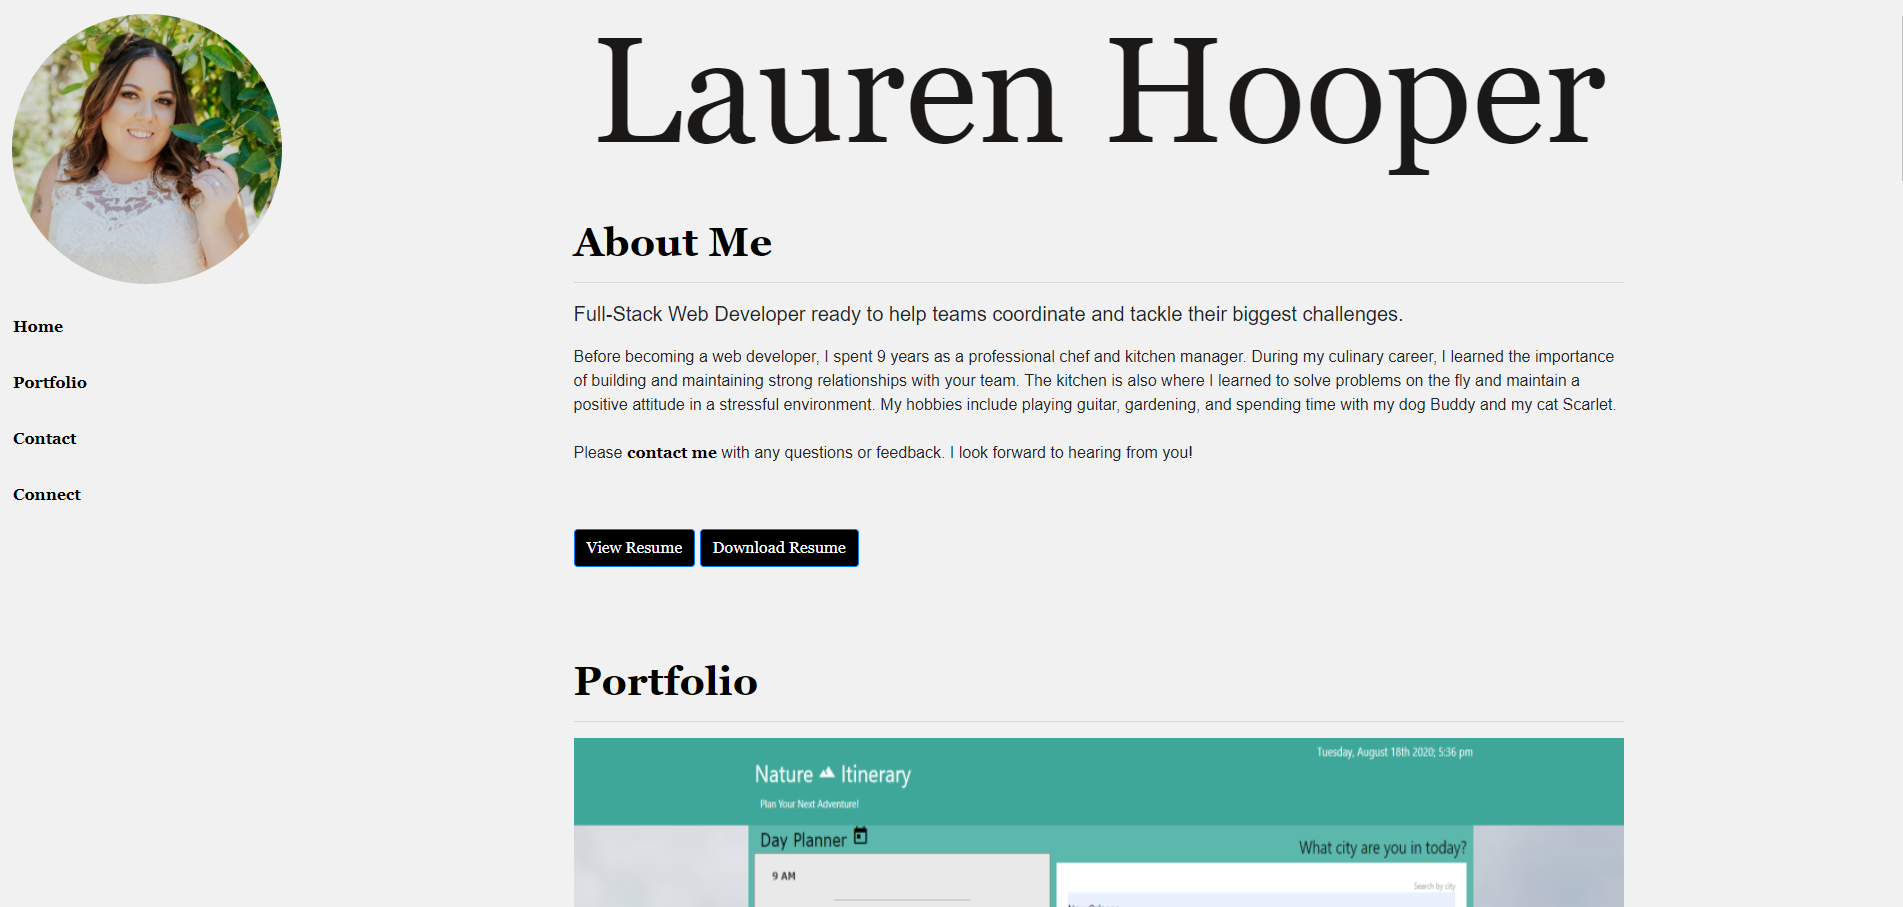 Lauren Hooper
Home
Portfolio
Contact
Connect
About Me
Full-Stack Web Developer ready to help teams coordinate and tackle their biggest challenges.
Before becoming a web developer, I spent 9 years as a professional chef and kitchen manager. During my culinary career, I learned the importance
of building and maintaining strong relationships with your team. The kitchen is also where I learned to solve problems on the fly and maintain a
positive attitude in a stressful environment. My hobbies include playing guitar, gardening, and spending time with my dog Buddy and my cat Scarlet.
Please contact me with any questions or feedback. I look forward to hearing from you!
View Resume
Download Resume
Portfolio
Tuesday, August 18th 2020; 5:36 pm
Nature Itinerary
Plan Your Next Adventure!
Day Planner
What city are you in today?
9 AM
Search by city